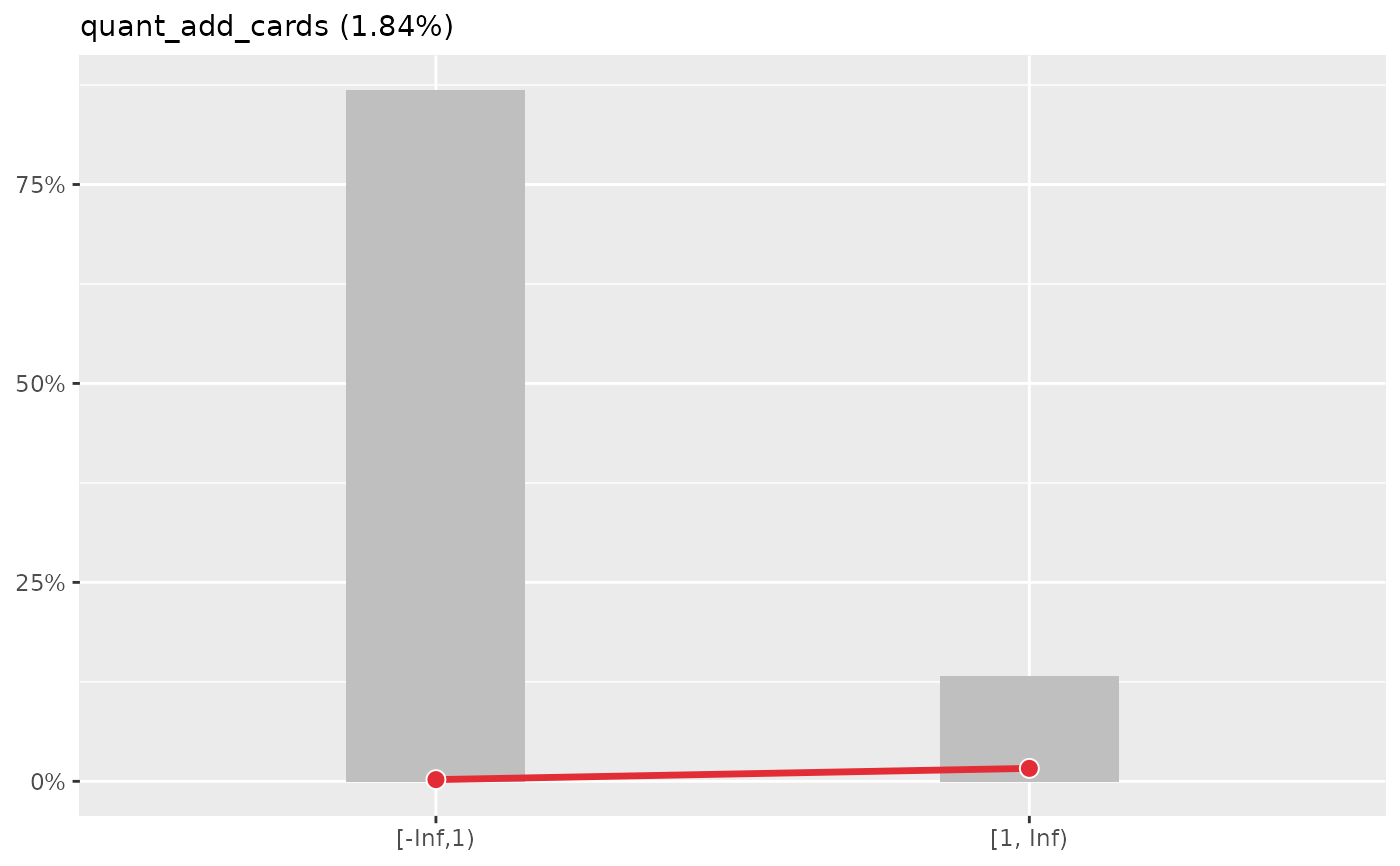 quant_add_cards (1.84%)
75%
50%
25%
0%
[-Inf,1)
[1, Inf)